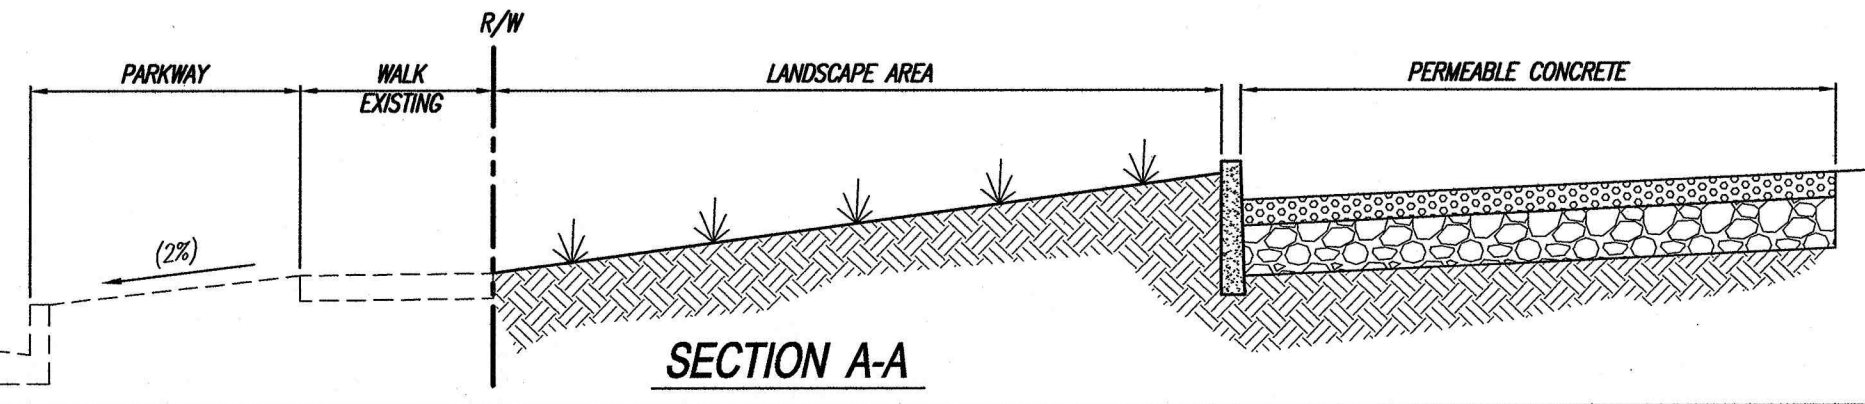 R/W
PARKWAY
WALK
EXISTING
LANDSCAPE AREA
PERMEABLE CONCRETE
(2%)
SECTION A-A